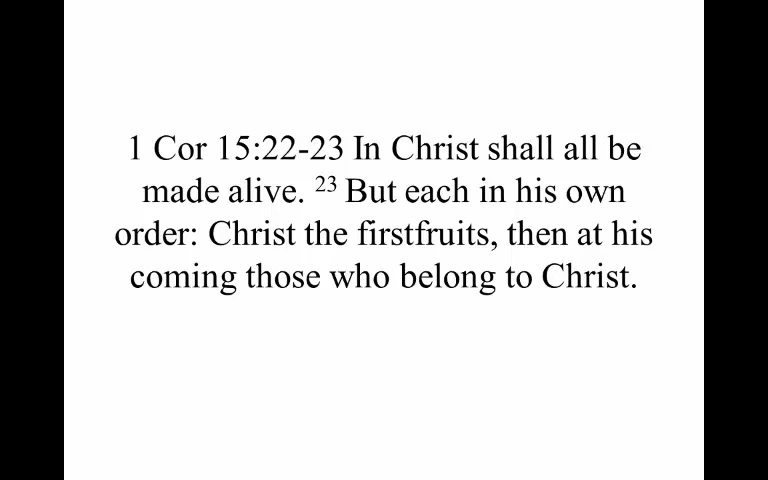 1 Cor 15:22-23 In Christ shall all be
made alive. 23 But each in his own
order: Christ the firstfruits, then at his
coming those who belong to Christ.